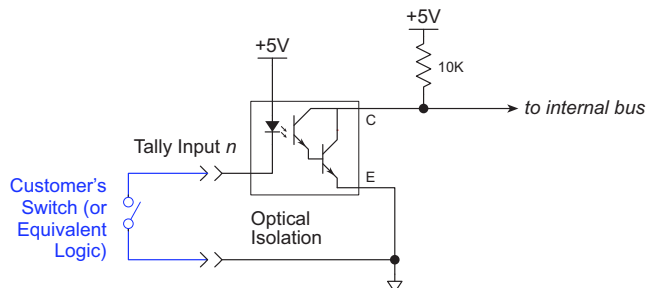 +5V
+5V
10K
C
to internal bus
Tally Input n
E
Customer's
Switch (or
Equivalent
Logic)
Optical
Isolation